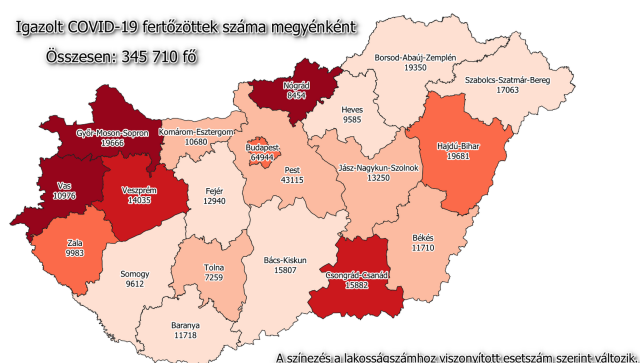 Igazolt COVID-19 fertőzöttek száma megyénként
Összesen: 345 710 fő
Borsod-Abaúj-Zemplén
19350
Szabolcs-Szatmár-Bereg
17063
Nógrád
8454
Heves
9585
Győr-Moson-Sopron
19666
Komárom-Esztergom
10680
Budapest
64944
Hajdú-Bihar
19681
Pest
43115
Jász-Nagykun-Szolnok
13250
Vas
10976
Veszprém
14035
Fejér
12940
Zala
9983
Békés
11710
Bács-Kiskun
15807
Tolna
7259
Somogy
9612
Csongrád-Csanád
15882
Baranya
11718
A színezés a lakosságszámhoz viszonyított esetszám szerint változik.